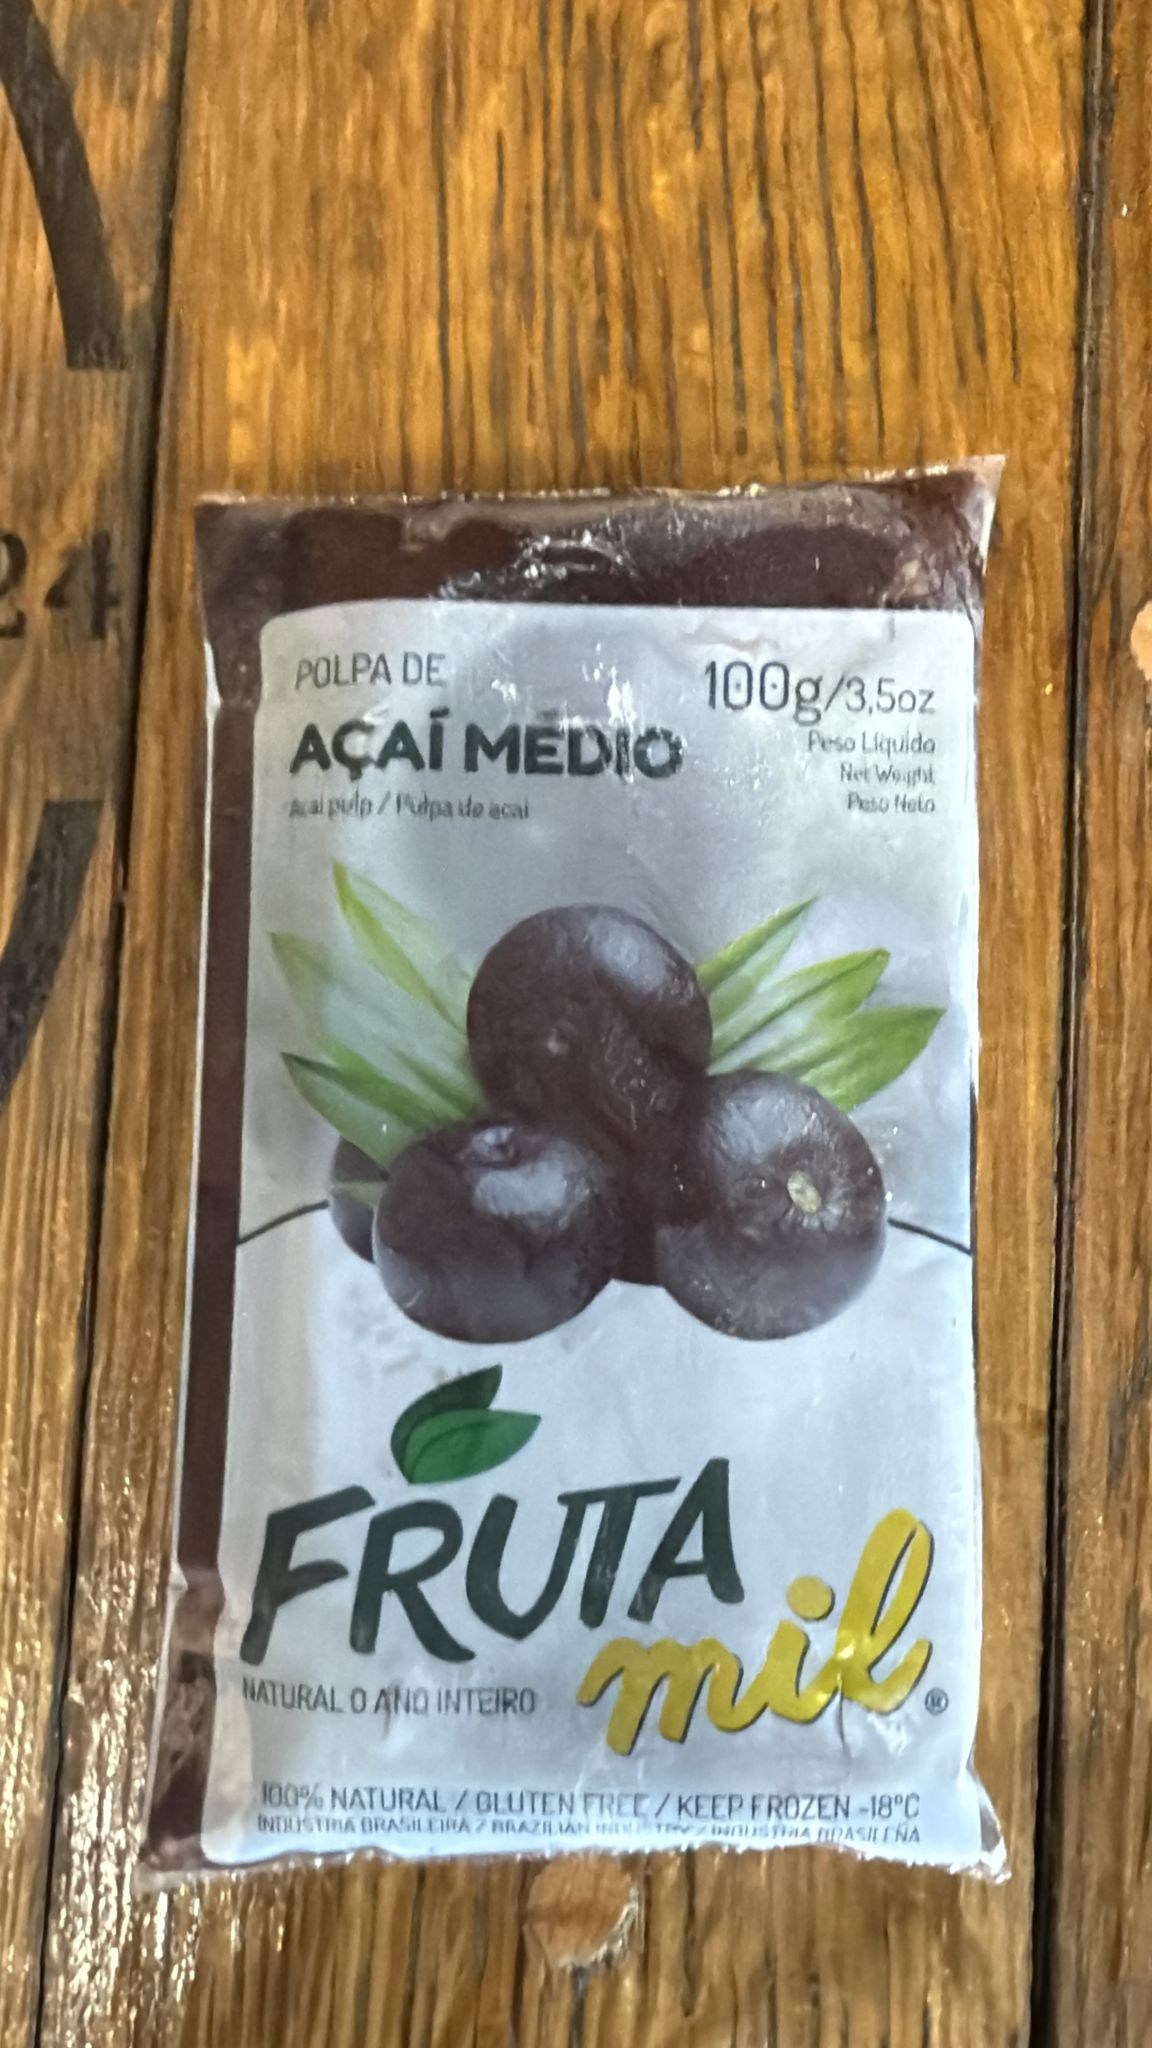 24
POLPA DE
AÇAÍ MÉDIO
Acai pulp / Pulpa de acai
100g/3,5oz
Peso Líquido
Net Weight
Peso Neto
FRUTA
mil®
NATURAL O ANO INTEIRO
100% NATURAL / GLUTEN FREE / KEEP FROZEN -18ºC
INDÚSTRIA BRASILEIRA / BRAZILIAN INDUSTRY / INDUSTRIA BRASILEÑA